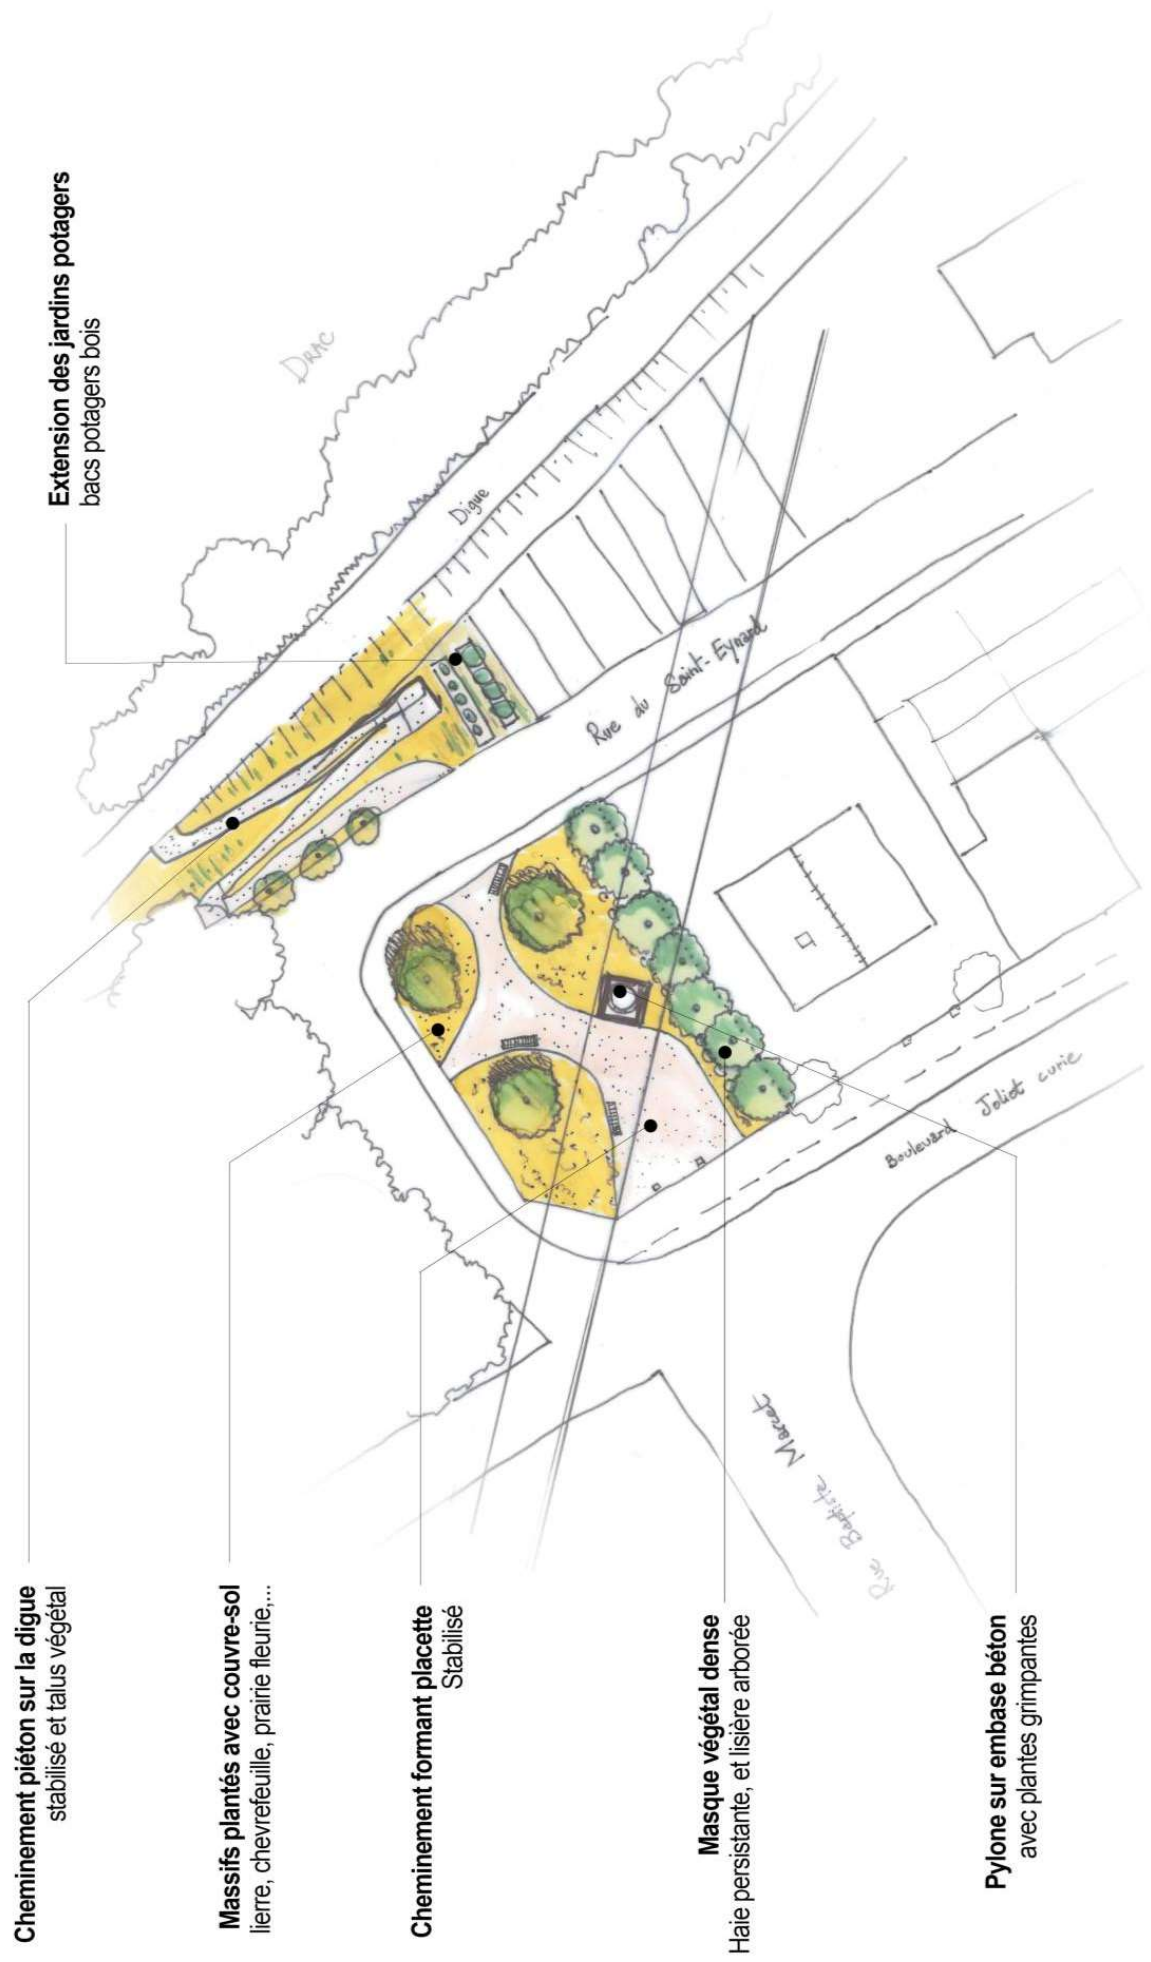 Extension des jardins potagers
bacs potagers bois
DRAC
Digue
Rue du Saint-Eynard
Boulevard Joliot curie
Rue Baptiste Marcet
Cheminement piéton sur la digue
stabilisé et talus végétal
Massifs plantés avec couvre-sol
lierre, chevrefeuille, prairie fleurie,...
Cheminement formant placette
Stabilisé
Masque végétal dense
Haie persistante, et lisière arborée
Pylone sur embase béton
avec plantes grimpantes